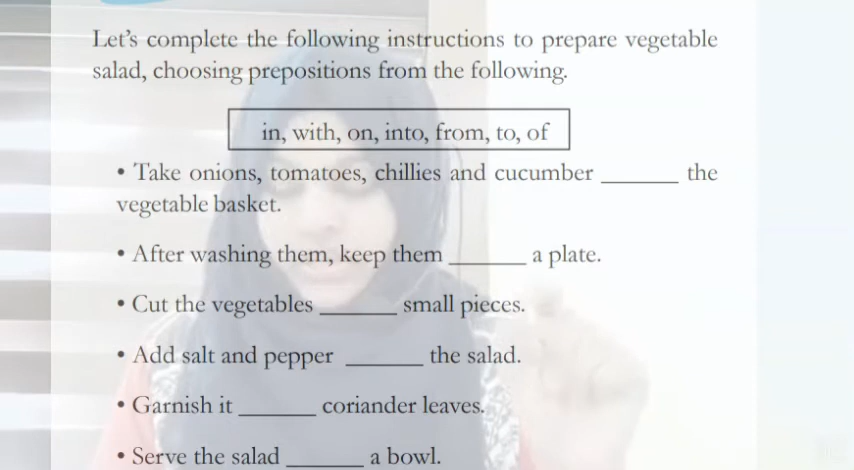 Let's complete the following instructions to prepare vegetable
salad, choosing prepositions from the following.
in, with, on, into, from, to, of
• Take onions, tomatoes, chillies and cucumber _______ the
vegetable basket.
• After washing them, keep them _______ a plate.
• Cut the vegetables _______ small pieces.
• Add salt and pepper _______ the salad.
• Garnish it _______ coriander leaves.
• Serve the salad _______ a bowl.